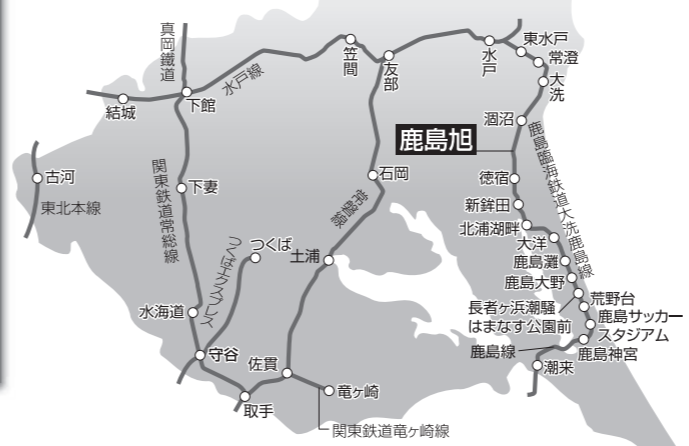 真岡鐵道
水戸線
笠間
友部
水戸
東水戸
常澄
大洗
結城
下館
涸沼
鹿島旭
鹿島臨海鉄道大洗鹿島線
古河
東北本線
関東鉄道常総線
下妻
石岡
常磐線
徳宿
新鉾田
北浦湖畔
大洋
鹿島灘
鹿島大野
つくばエクスプレス
つくば
土浦
長者ヶ浜潮騒
はまなす公園前
荒野台
鹿島サッカー
スタジアム
鹿島神宮
鹿島線
潮来
水海道
守谷
佐貫
取手
竜ヶ崎
関東鉄道竜ヶ崎線